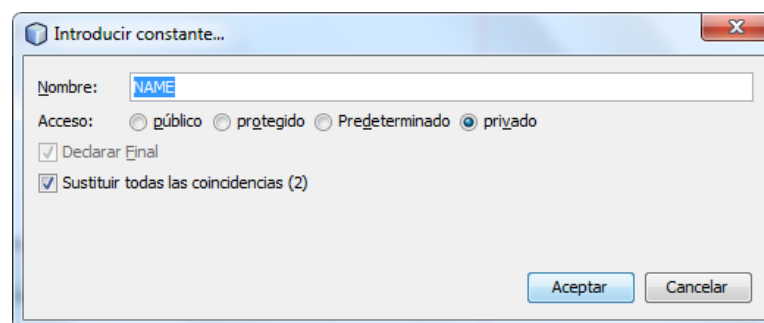 Introducir constante...
Nombre: NAME
Acceso: público protegido Predeterminado privado
Declarar Final
Sustituir todas las coincidencias (2)
Aceptar Cancelar